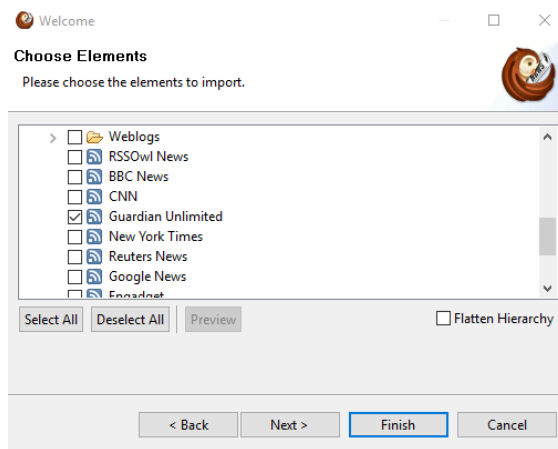 Welcome
Choose Elements
Please choose the elements to import.
Weblogs
RSSOwl News
BBC News
CNN
Guardian Unlimited
New York Times
Reuters News
Google News
Engadget
Select All Deselect All Preview Flatten Hierarchy
< Back Next > Finish Cancel